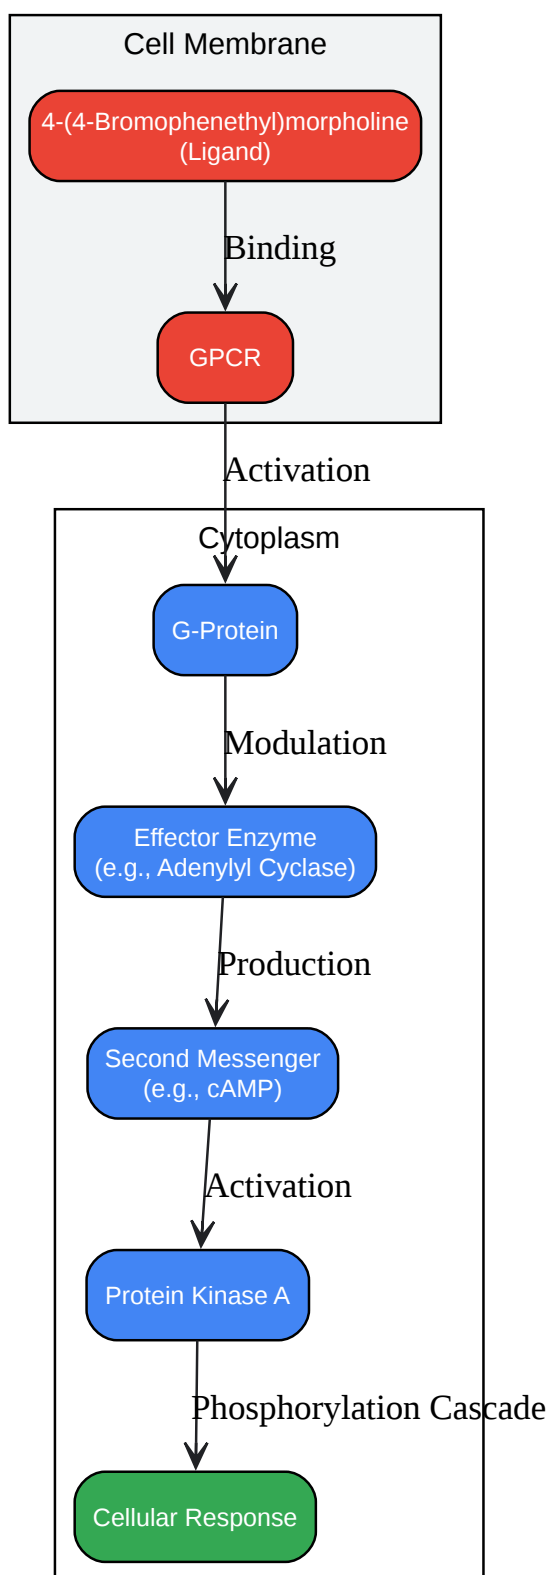 Cell Membrane
4-(4-Bromophenethyl)morpholine
(Ligand)
Binding
GPCR
Activation
Cytoplasm
G-Protein
Modulation
Effector Enzyme
(e.g., Adenylyl Cyclase)
Production
Second Messenger
(e.g., cAMP)
Activation
Protein Kinase A
Phosphorylation Cascade
Cellular Response